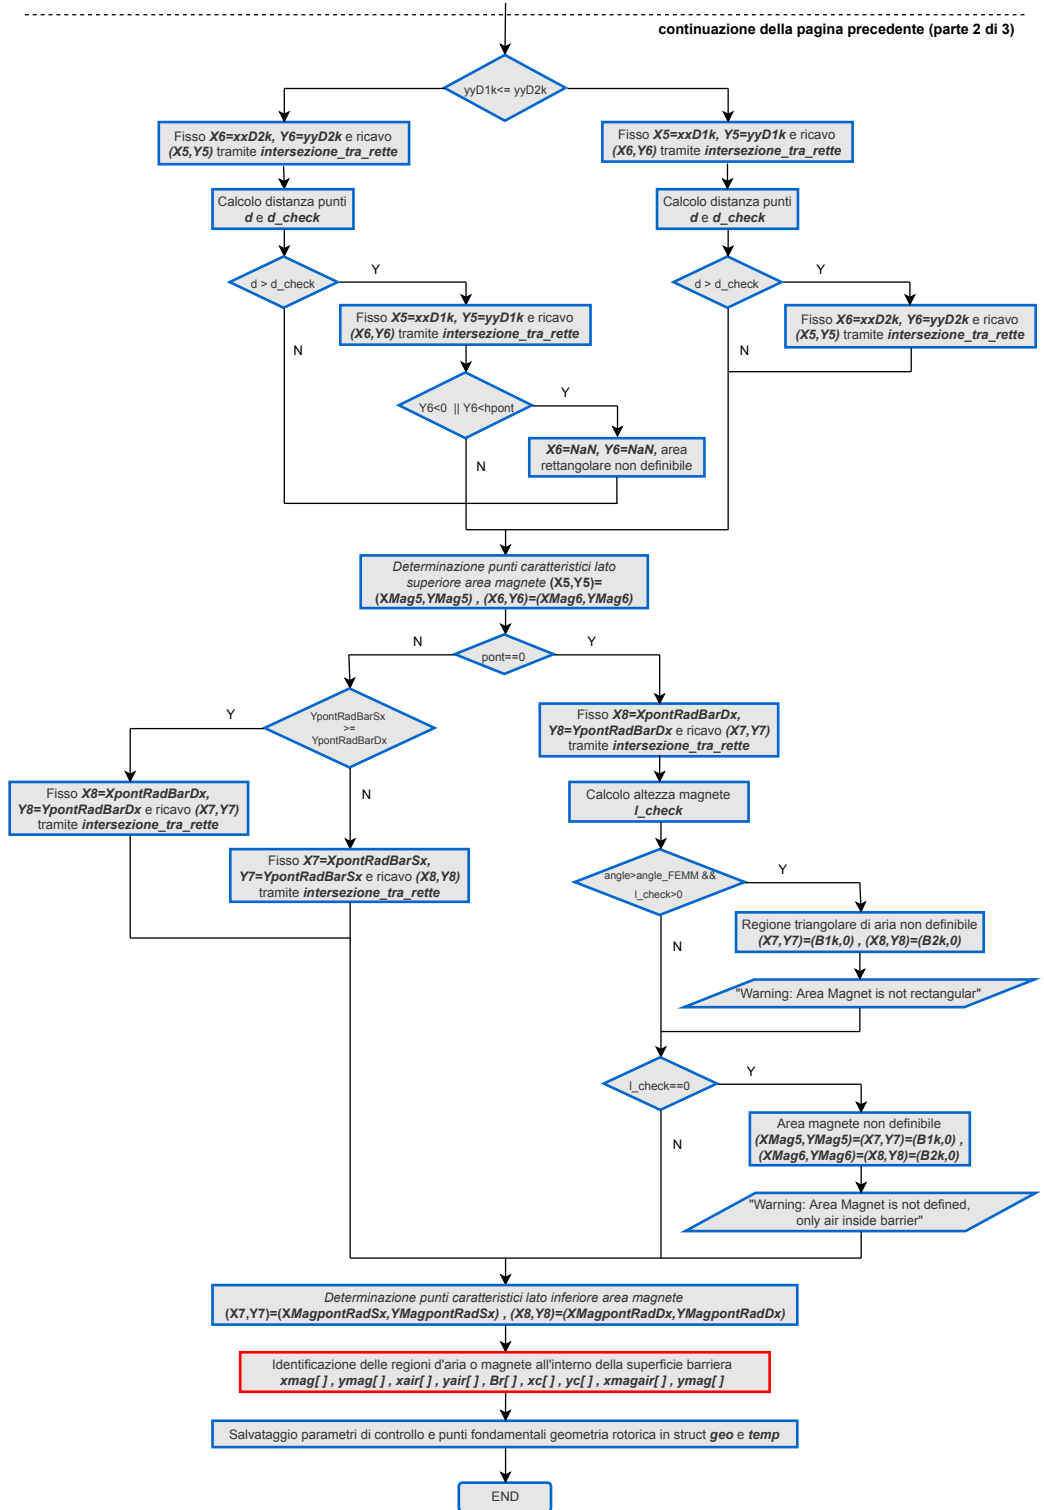 continuazione della pagina precedente (parte 2 di 3)
yyD1k<= yyD2k
Fisso X6=xxD2k, Y6=yyD2k e ricavo
(X5,Y5) tramite intersezione_tra_rette
Fisso X5=xxD1k, Y5=yyD1k e ricavo
(X6,Y6) tramite intersezione_tra_rette
Calcolo distanza punti
d e d_check
Calcolo distanza punti
d e d_check
d > d_check
Y
N
d > d_check
Y
N
Fisso X5=xxD1k, Y5=yyD1k e ricavo
(X6,Y6) tramite intersezione_tra_rette
Fisso X6=xxD2k, Y6=yyD2k e ricavo
(X5,Y5) tramite intersezione_tra_rette
Y6<0 || Y6<hpont
Y
N
X6=NaN, Y6=NaN, area
rettangolare non definibile
Determinazione punti caratteristici lato
superiore area magnete (X5,Y5)=
(XMag5,YMag5) , (X6,Y6)=(XMag6,YMag6)
N
pont==0
Y
YpontRadBarSx
>=
YpontRadBarDx
Y
N
Fisso X8=XpontRadBarDx,
Y8=YpontRadBarDx e ricavo (X7,Y7)
tramite intersezione_tra_rette
Fisso X8=XpontRadBarDx,
Y8=YpontRadBarDx e ricavo (X7,Y7)
tramite intersezione_tra_rette
Calcolo altezza magnete
l_check
Fisso X7=XpontRadBarSx,
Y7=YpontRadBarSx e ricavo (X8,Y8)
tramite intersezione_tra_rette
angle>angle_FEMM &&
l_check>0
Y
N
Regione triangolare di aria non definibile
(X7,Y7)=(B1k,0) , (X8,Y8)=(B2k,0)
"Warning: Area Magnet is not rectangular"
l_check==0
Y
N
Area magnete non definibile
(XMag5,YMag5)=(X7,Y7)=(B1k,0) ,
(XMag6,YMag6)=(X8,Y8)=(B2k,0)
"Warning: Area Magnet is not defined,
only air inside barrier"
Determinazione punti caratteristici lato inferiore area magnete
(X7,Y7)=(XMagpontRadSx,YMagpontRadSx) , (X8,Y8)=(XMagpontRadDx,YMagpontRadDx)
Identificazione delle regioni d'aria o magnete all'interno della superficie barriera
xmag[ ] , ymag[ ] , xair[ ] , yair[ ] , Br[ ] , xc[ ] , yc[ ] , xmagair[ ] , ymag[ ]
Salvataggio parametri di controllo e punti fondamentali geometria rotorica in struct geo e temp
END